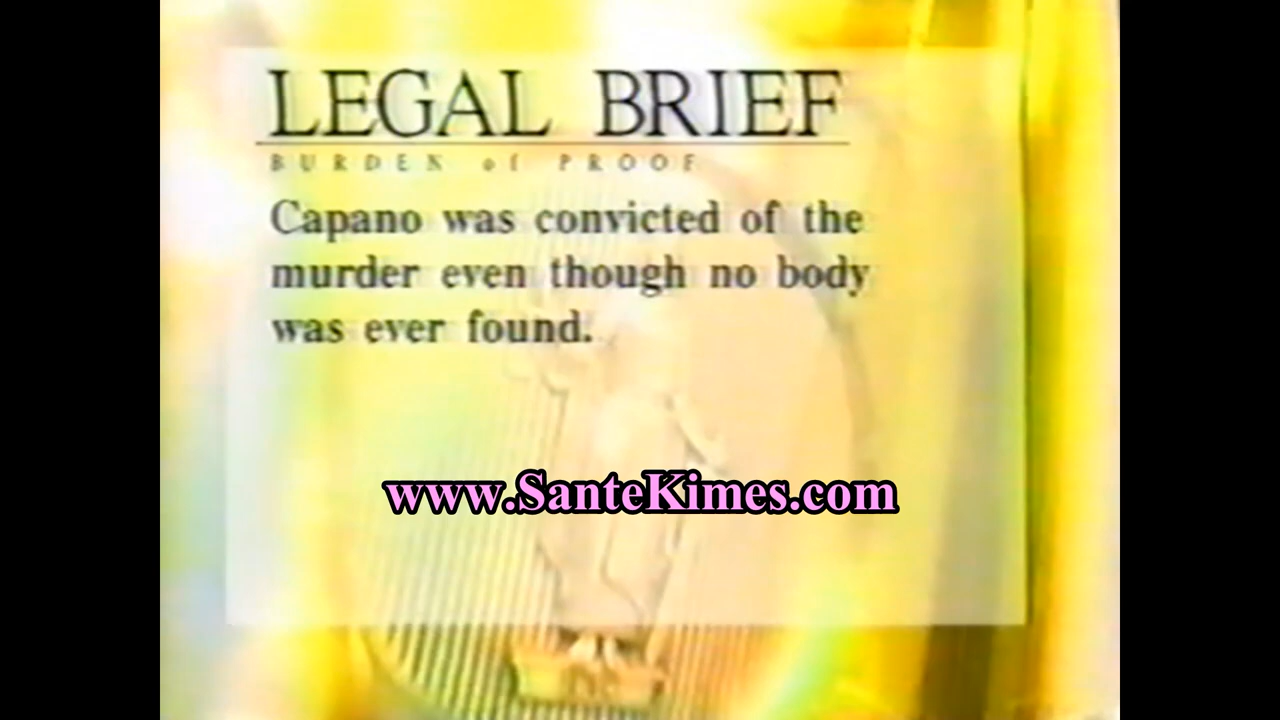 LEGAL BRIEF
BURDEN of PROOF
Capano was convicted of the
murder even though no body
was ever found.
www.SanteKimes.com